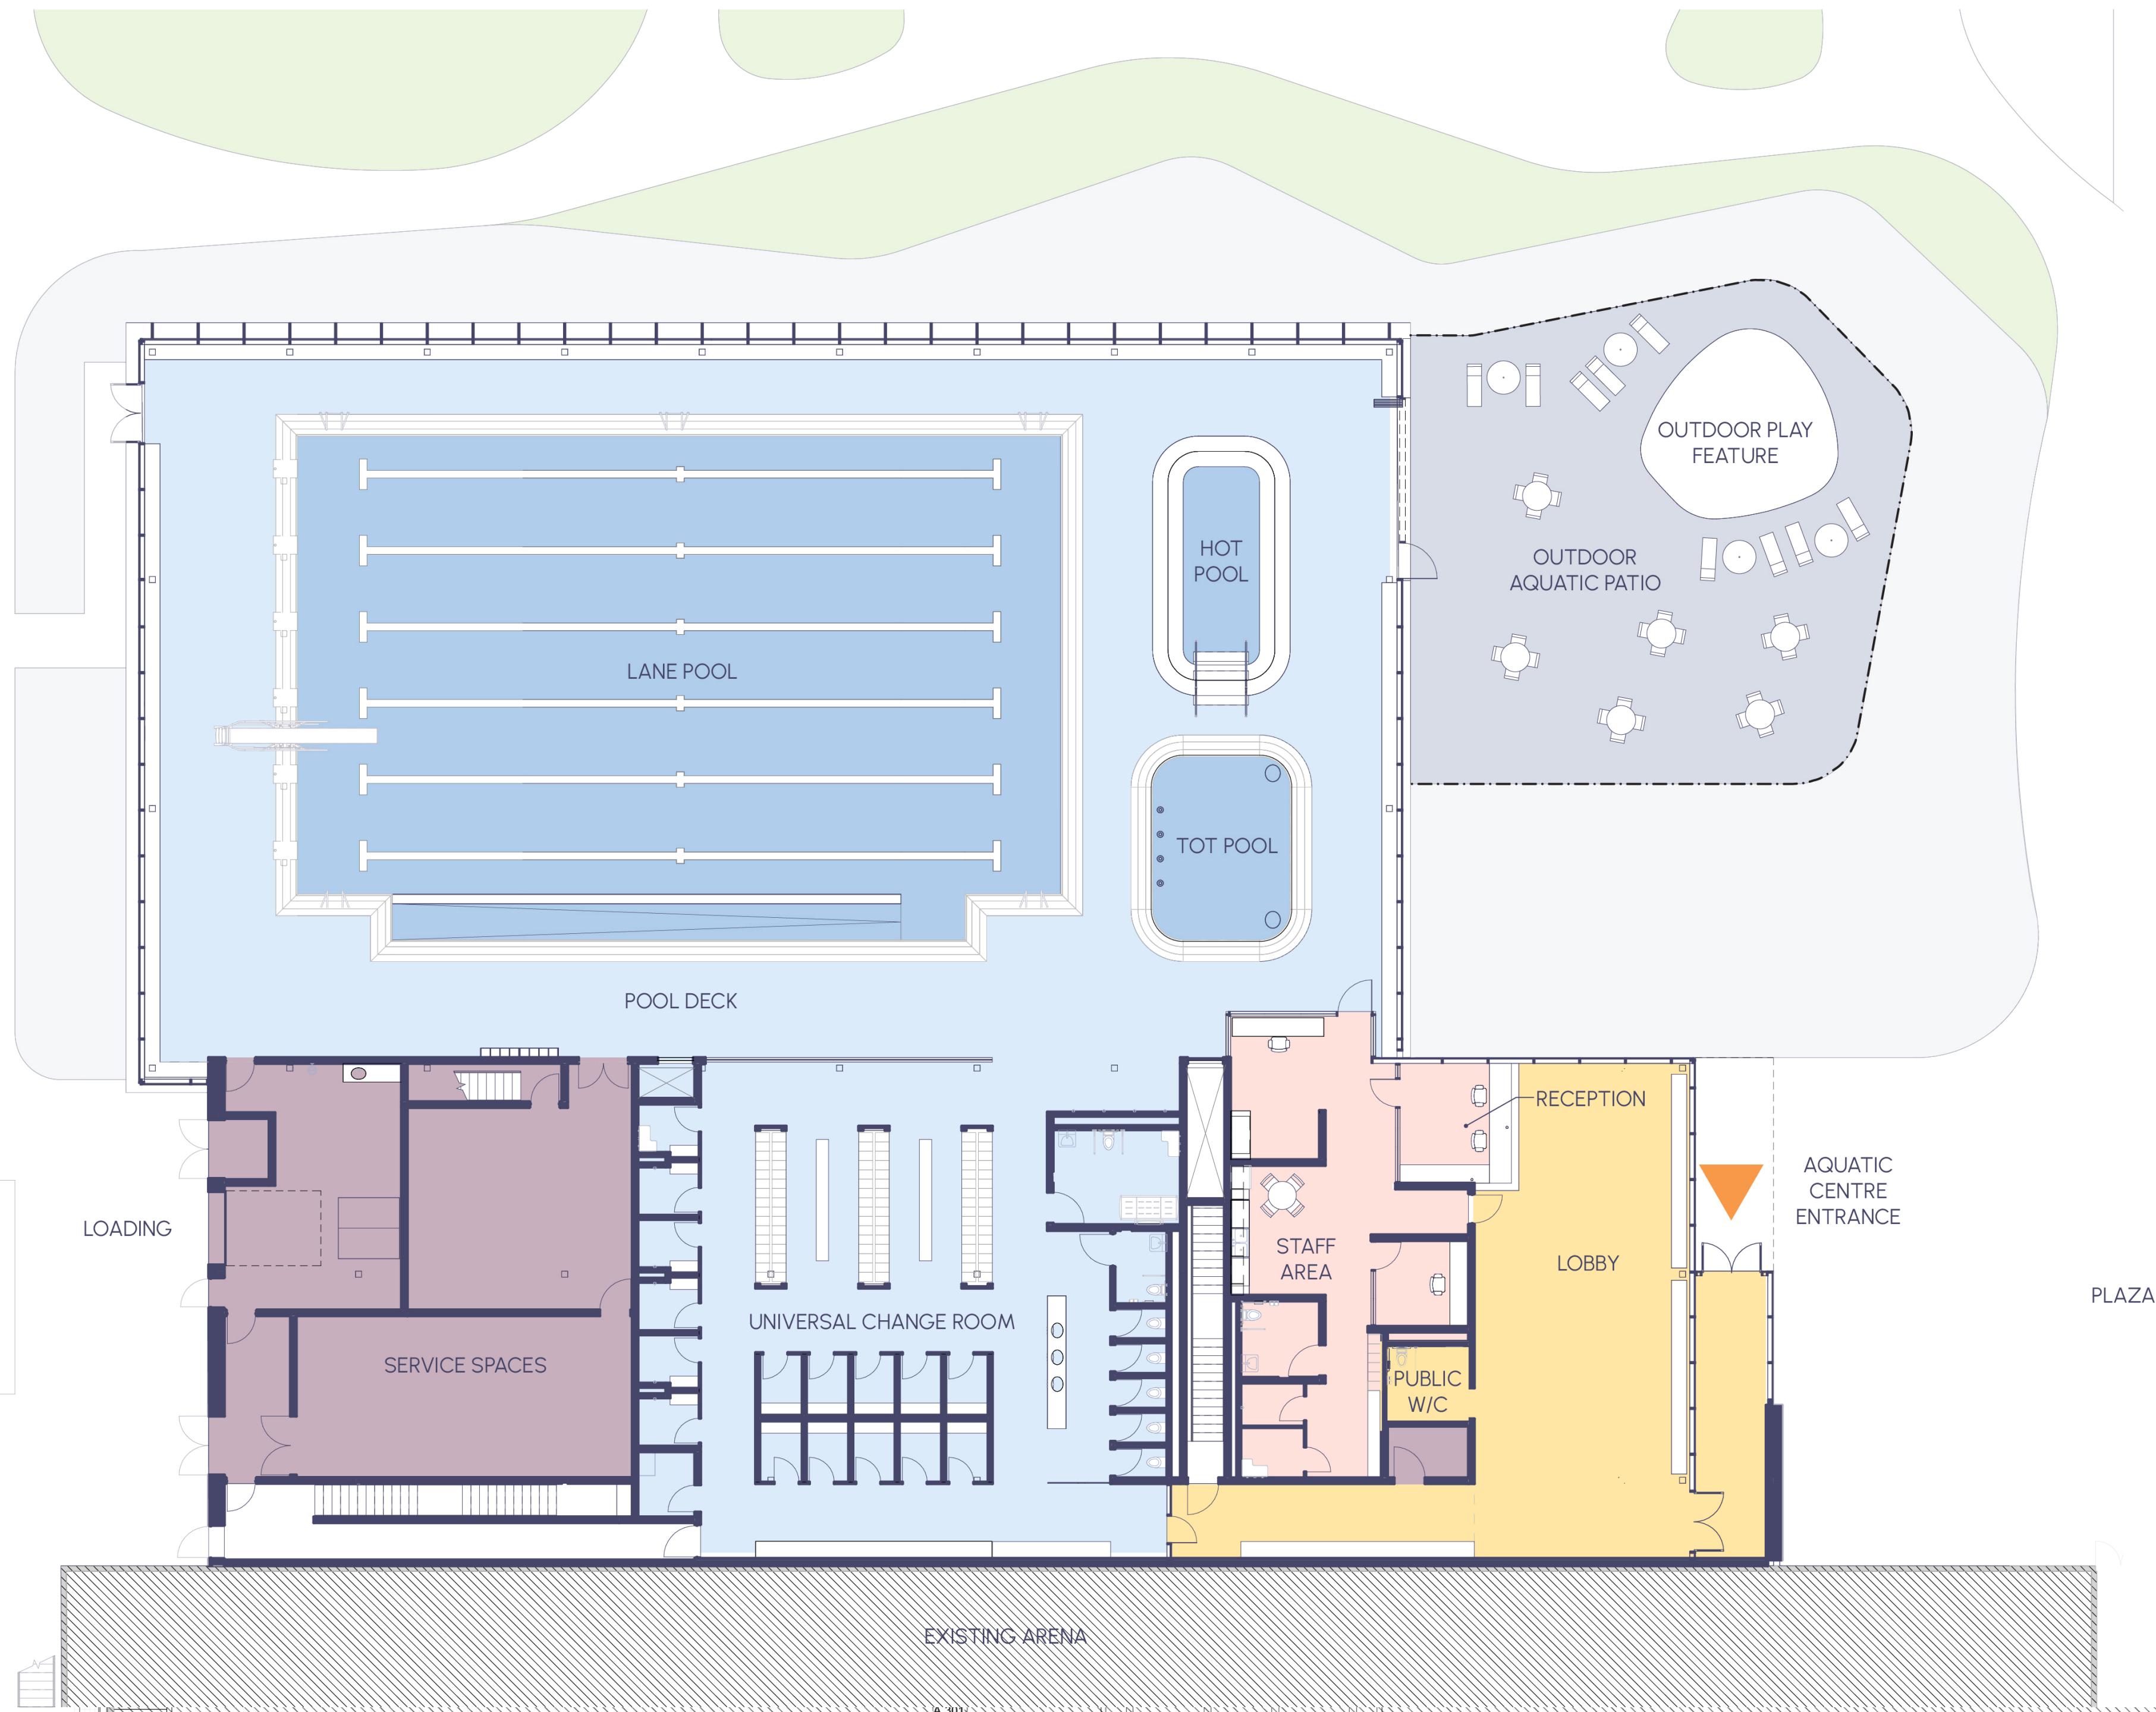 OUTDOOR PLAY
FEATURE
HOT
POOL
OUTDOOR
AQUATIC PATIO
LANE POOL
TOT POOL
POOL DECK
RECEPTION
AQUATIC
CENTRE
ENTRANCE
LOADING
STAFF
AREA
LOBBY
PLAZA
UNIVERSAL CHANGE ROOM
SERVICE SPACES
PUBLIC
W/C
EXISTING ARENA